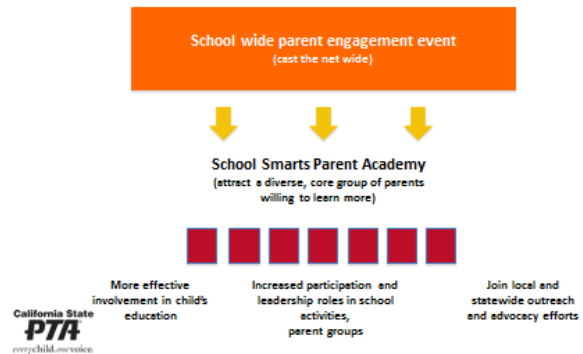 School wide parent engagement event
(cast the net wide)
School Smarts Parent Academy
(attract a diverse, core group of parents
willing to learn more)
More effective
involvement in child's
education
Increased participation and
leadership roles in school
activities,
parent groups
Join local and
statewide outreach
and advocacy efforts
California State
PTA
everychild.onevoice.